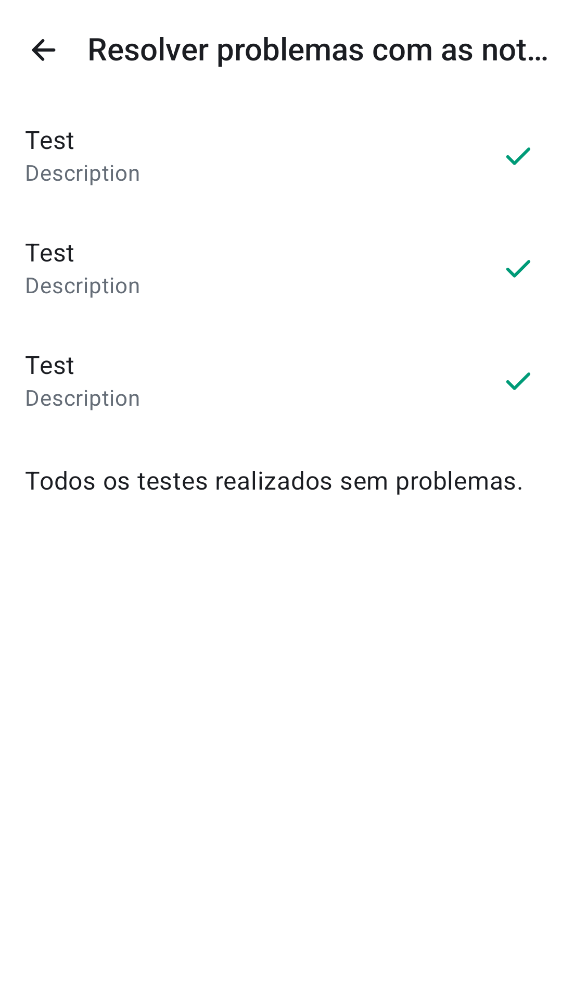 Resolver problemas com as not...
Test
Description
Test
Description
Test
Description
Todos os testes realizados sem problemas.